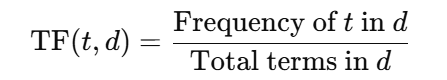 TF(t, d) = Frequency of t in d / Total terms in d